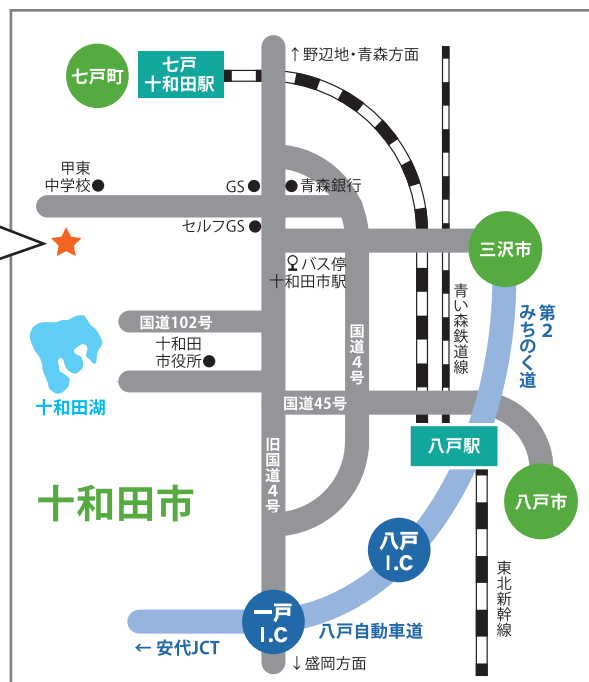 ↑野辺地・青森方面
七戸町
七戸
十和田駅
甲東
中学校
GS
青森銀行
セルフGS
三沢市
バス停
十和田市駅
青い森鉄道線
第2
みちのく道
国道102号
十和田
市役所
国道4号
十和田湖
国道45号
八戸駅
旧国道4号
十和田市
八戸市
八戸
I.C
東北新幹線
一戸
I.C
八戸自動車道
← 安代JCT
↓盛岡方面